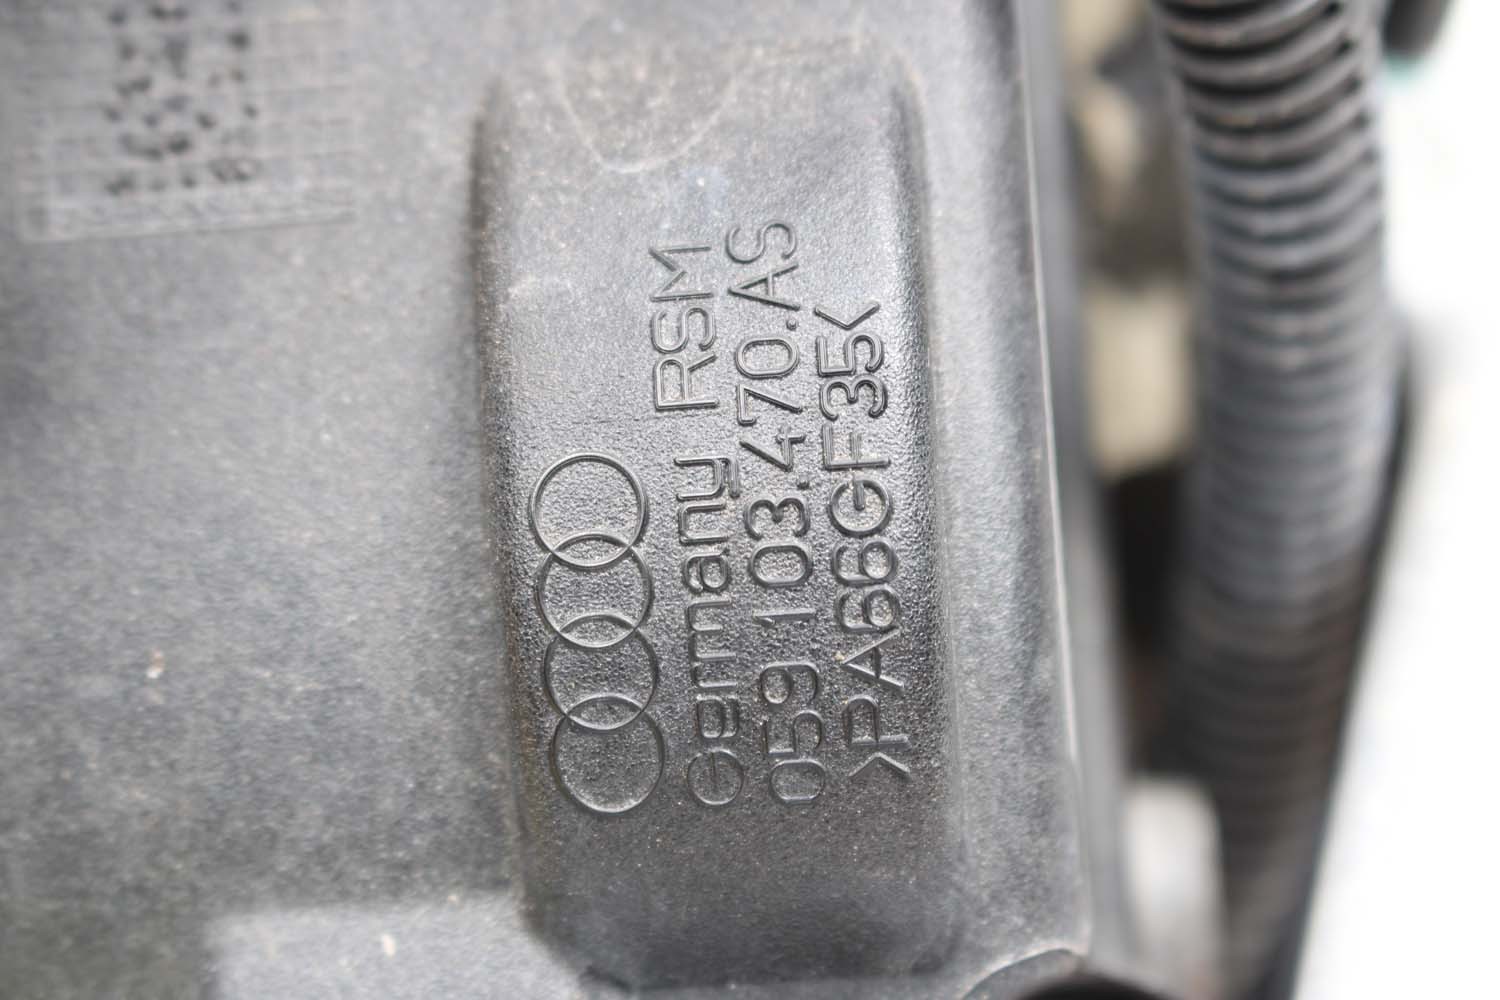 Germany RSM
059 103.470.AS
>PA66GF35<